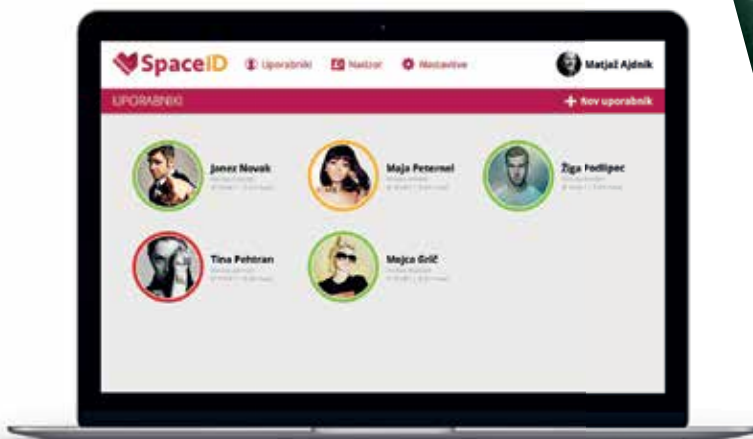 SpaceID
Uporabniki
Nadzor
Nastavitve
Matjaž Ajdnik
UPORABNIKI
+ Nov uporabnik
Janez Novak
Maja Peternel
Žiga Podlipec
Tina Pehtran
Mojca Grič